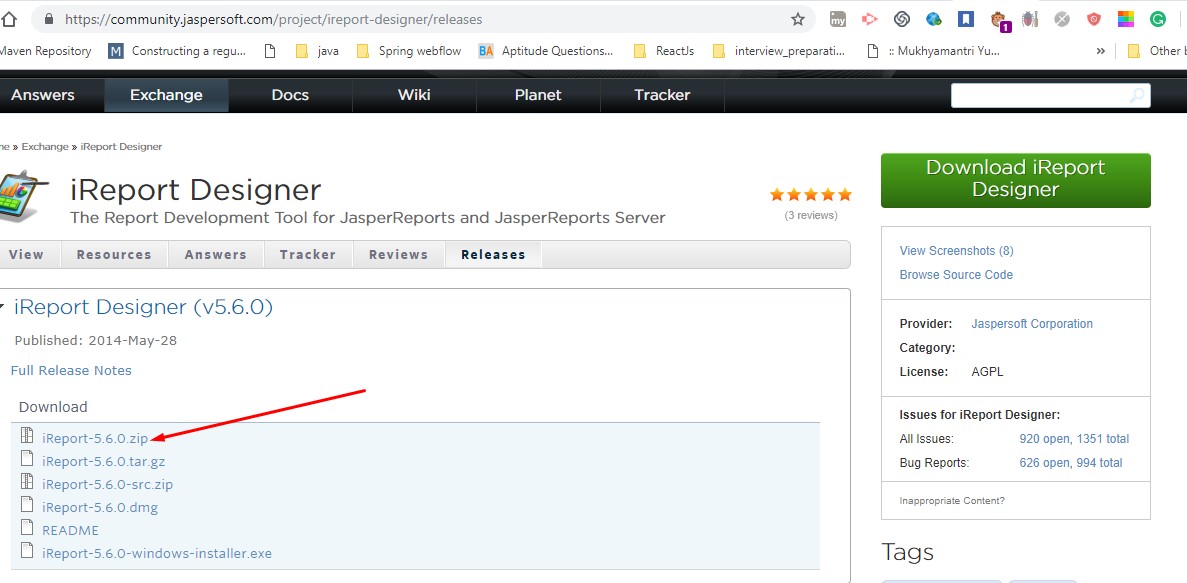 https://community.jaspersoft.com/project/ireport-designer/releases
my
1
Maven Repository M Constructing a regu... java Spring webflow BA Aptitude Questions... ReactJs interview_preparati... :: Mukhyamantri Yu... » Other b
Answers Exchange Docs Wiki Planet Tracker
me » Exchange » iReport Designer
iReport Designer
The Report Development Tool for JasperReports and JasperReports Server
(3 reviews)
Download iReport
Designer
View Resources Answers Tracker Reviews Releases
View Screenshots (8)
Browse Source Code
iReport Designer (v5.6.0)
Published: 2014-May-28
Full Release Notes
Provider: Jaspersoft Corporation
Category:
License: AGPL
Download
iReport-5.6.0.zip
iReport-5.6.0.tar.gz
iReport-5.6.0-src.zip
iReport-5.6.0.dmg
README
iReport-5.6.0-windows-installer.exe
Issues for iReport Designer:
All Issues: 920 open, 1351 total
Bug Reports: 626 open, 994 total
Inappropriate Content?
Tags